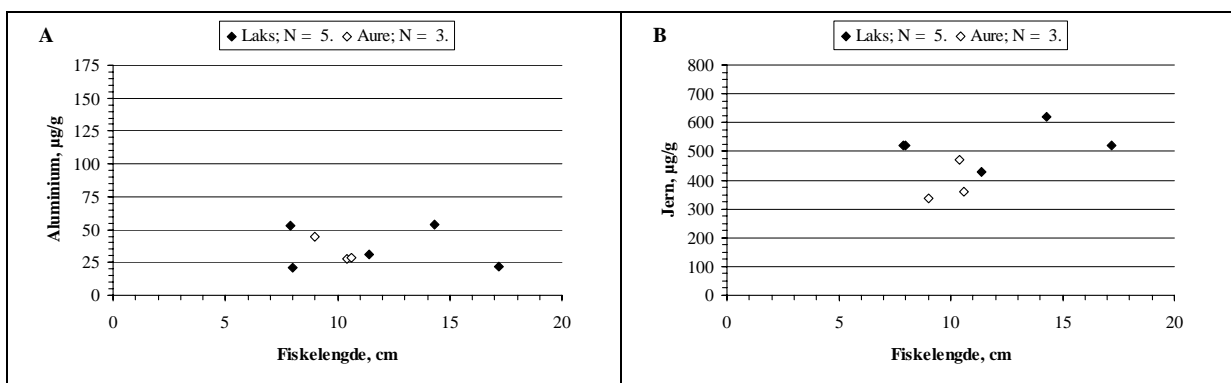 A
◆ Laks; N = 5. ◇ Aure; N = 3.
Aluminium, µg/g
175
150
125
100
75
50
25
0
0 5 10 15 20
Fiskelengde, cm
B
◆ Laks; N = 5. ◇ Aure; N = 3.
Jern, µg/g
800
700
600
500
400
300
200
100
0
0 5 10 15 20
Fiskelengde, cm